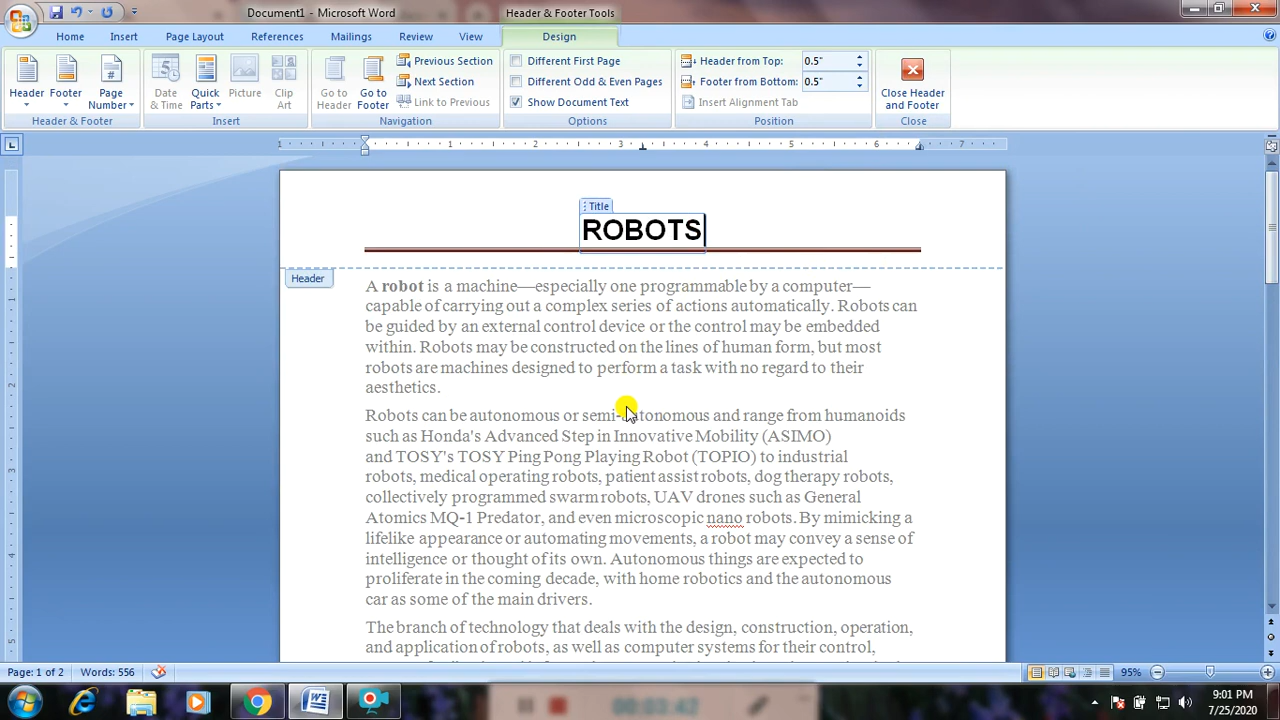 Document1 - Microsoft Word
Header & Footer Tools
Home
Insert
Page Layout
References
Mailings
Review
View
Design
Header
Footer
Page Number
Header & Footer
Date & Time
Quick Parts
Picture
Clip Art
Insert
Go to Header
Go to Footer
Previous Section
Next Section
Link to Previous
Navigation
Different First Page
Different Odd & Even Pages
Show Document Text
Options
Header from Top: 0.5"
Footer from Bottom: 0.5"
Insert Alignment Tab
Position
Close Header and Footer
Close
1 1 2 3 4 5 6 7
Title
ROBOTS
Header
A robot is a machine—especially one programmable by a computer—
capable of carrying out a complex series of actions automatically. Robots can
be guided by an external control device or the control may be embedded
within. Robots may be constructed on the lines of human form, but most
robots are machines designed to perform a task with no regard to their
aesthetics.
Robots can be autonomous or semi-autonomous and range from humanoids
such as Honda's Advanced Step in Innovative Mobility (ASIMO)
and TOSY's TOSY Ping Pong Playing Robot (TOPIO) to industrial
robots, medical operating robots, patient assist robots, dog therapy robots,
collectively programmed swarm robots, UAV drones such as General
Atomics MQ-1 Predator, and even microscopic nano robots. By mimicking a
lifelike appearance or automating movements, a robot may convey a sense of
intelligence or thought of its own. Autonomous things are expected to
proliferate in the coming decade, with home robotics and the autonomous
car as some of the main drivers.
The branch of technology that deals with the design, construction, operation,
and application of robots, as well as computer systems for their control,
Page: 1 of 2
Words: 556
95%
00:03:42
9:01 PM
7/25/2020